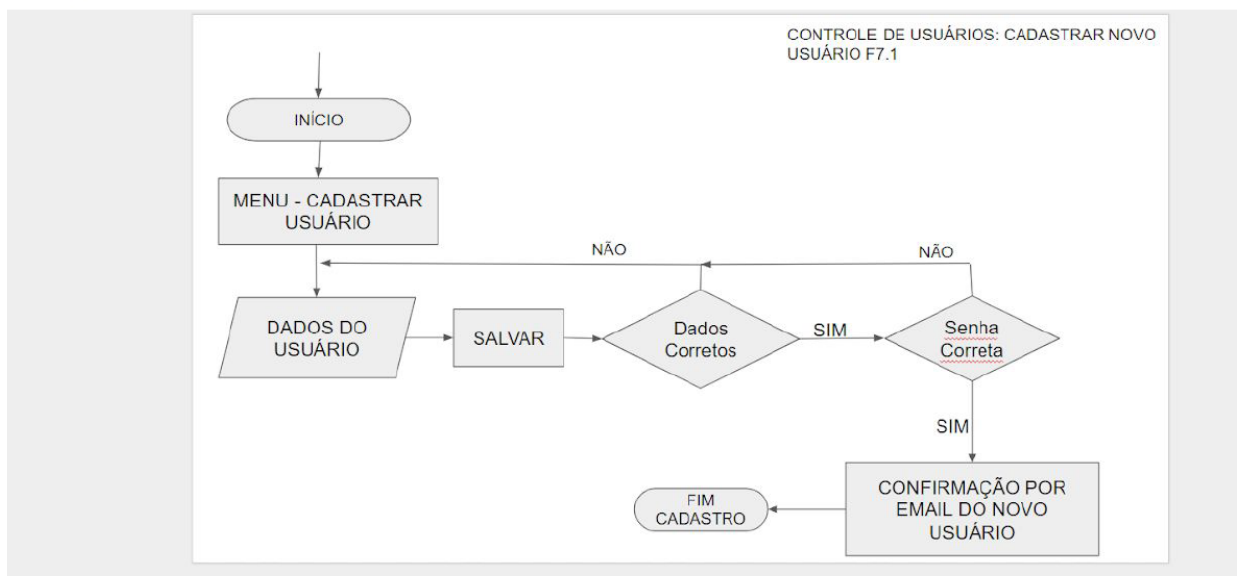 CONTROLE DE USUÁRIOS: CADASTRAR NOVO
USUÁRIO F7.1
INÍCIO
MENU - CADASTRAR
USUÁRIO
NÃO
NÃO
DADOS DO
USUÁRIO
SALVAR
Dados
Corretos
SIM
Senha
Correta
SIM
CONFIRMAÇÃO POR
EMAIL DO NOVO
USUÁRIO
FIM
CADASTRO